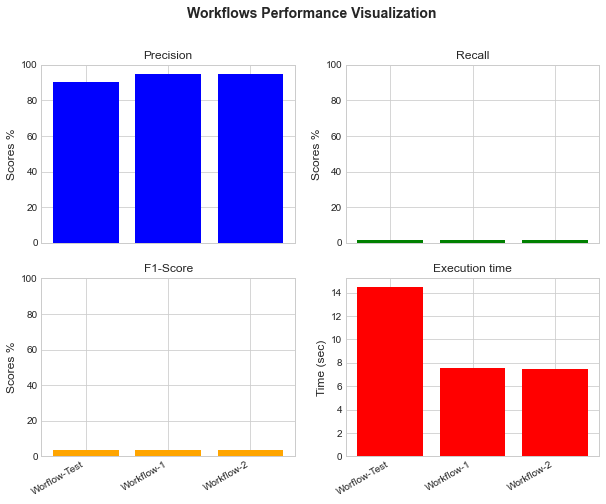 Workflows Performance Visualization
Precision
Scores %
100
80
60
40
20
0
Recall
Scores %
100
80
60
40
20
0
F1-Score
Scores %
100
80
60
40
20
0
Worflow-Test
Workflow-1
Workflow-2
Execution time
Time (sec)
14
12
10
8
6
4
2
0
Worflow-Test
Workflow-1
Workflow-2